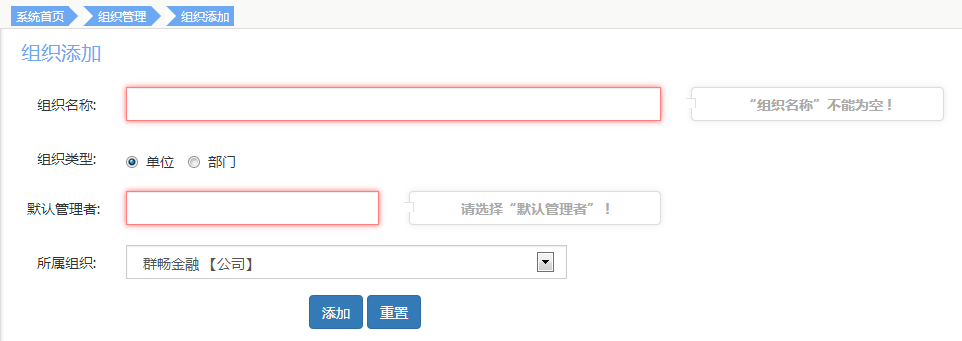 系统首页 组织管理 组织添加
组织添加
组织名称: “组织名称”不能为空！
组织类型: 单位 部门
默认管理者: 请选择“默认管理者”！
所属组织: 群畅金融【公司】
添加 重置